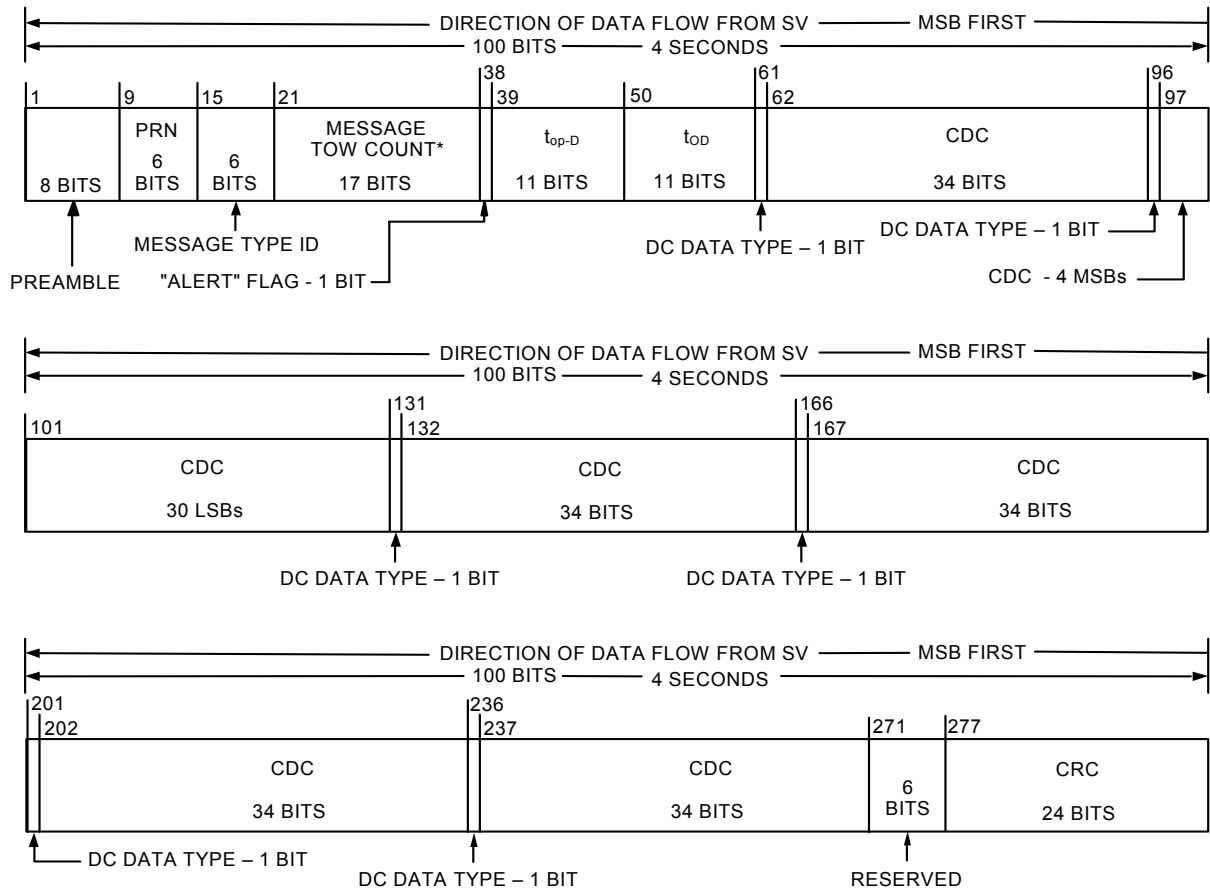 DIRECTION OF DATA FLOW FROM SV MSB FIRST
100 BITS 4 SECONDS
38 61 96
1 9 15 21 39 50 62 97
PRN MESSAGE t_op-D t_OD CDC
TOW COUNT*
6 6
8 BITS BITS BITS 17 BITS 11 BITS 11 BITS 34 BITS
MESSAGE TYPE ID DC DATA TYPE – 1 BIT DC DATA TYPE – 1 BIT
PREAMBLE "ALERT" FLAG - 1 BIT CDC - 4 MSBs
DIRECTION OF DATA FLOW FROM SV MSB FIRST
100 BITS 4 SECONDS
131 166
101 132 167
CDC CDC CDC
30 LSBs 34 BITS 34 BITS
DC DATA TYPE – 1 BIT DC DATA TYPE – 1 BIT
DIRECTION OF DATA FLOW FROM SV MSB FIRST
100 BITS 4 SECONDS
201 236
202 237 271 277
CDC CDC CRC
6
34 BITS 34 BITS BITS 24 BITS
DC DATA TYPE – 1 BIT
DC DATA TYPE – 1 BIT RESERVED